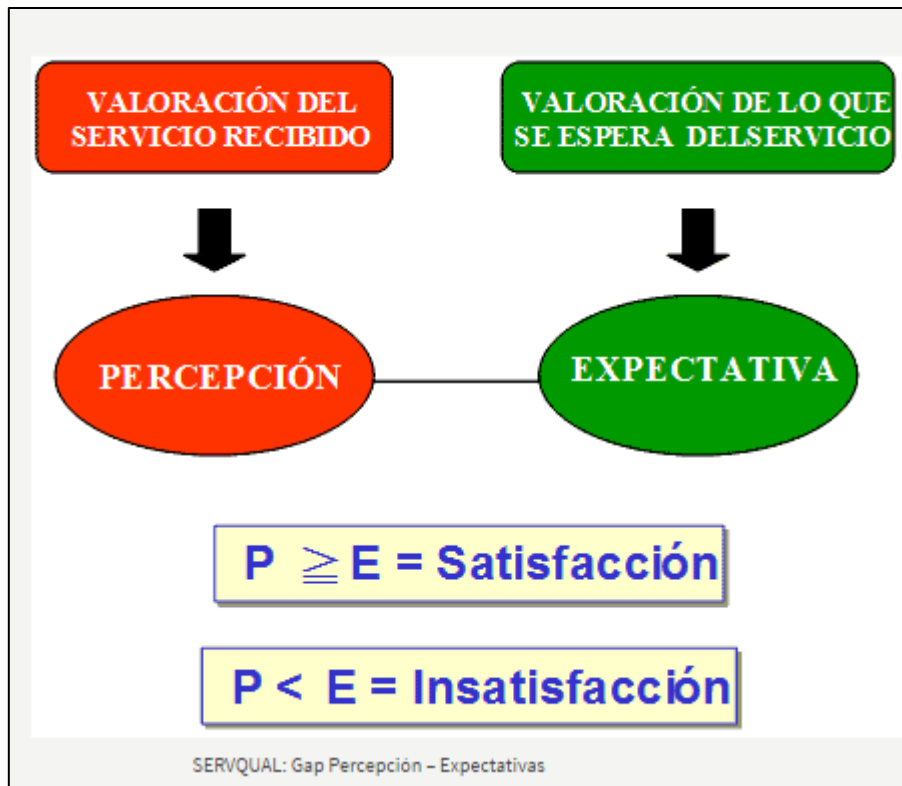 VALORACIÓN DEL
SERVICIO RECIBIDO
VALORACIÓN DE LO QUE
SE ESPERA DELSERVICIO
PERCEPCIÓN
EXPECTATIVA
P ≧ E = Satisfacción
P < E = Insatisfacción
SERVQUAL: Gap Percepción – Expectativas